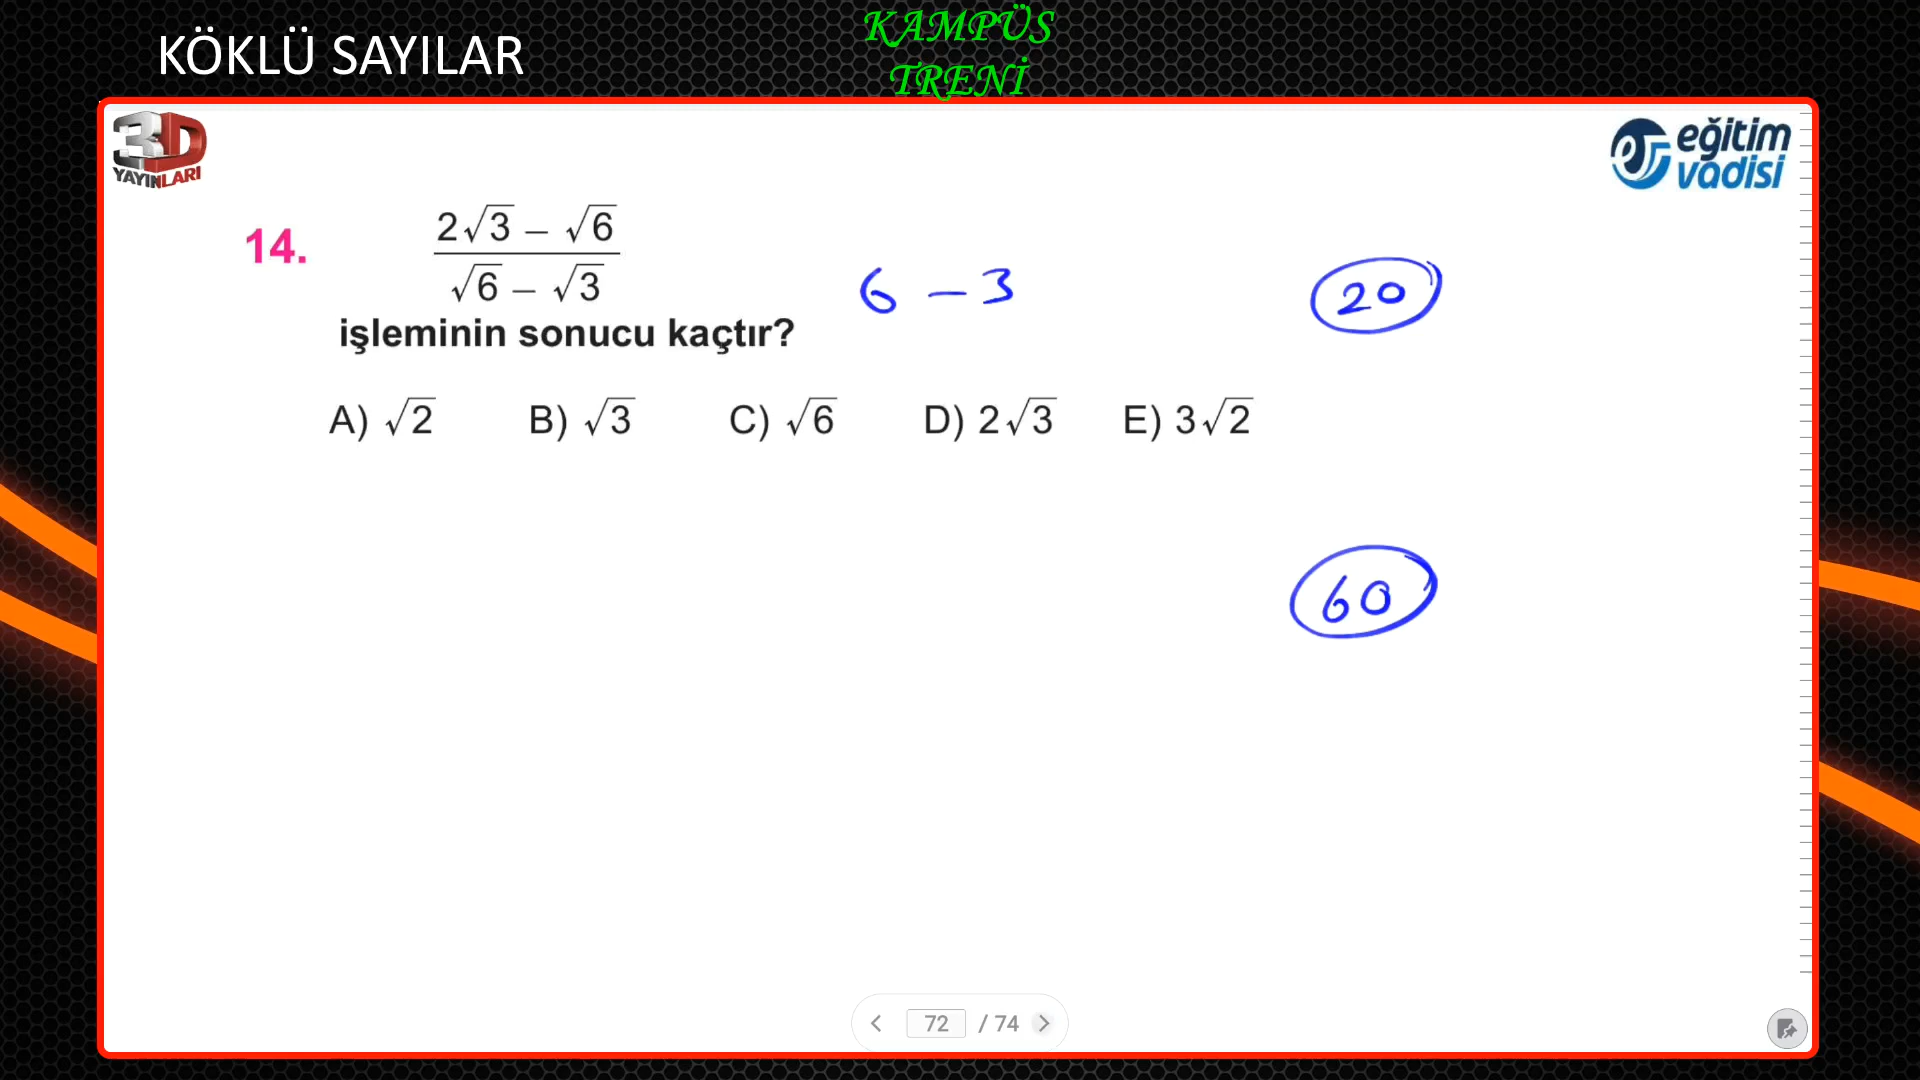 KÖKLÜ SAYILAR
KAMPÜS
TRENİ
3D
YAYINLARI
eğitim
vadisi
14.
2√3 – √6
√6 – √3
6 – 3
20
işleminin sonucu kaçtır?
A) √2 B) √3 C) √6 D) 2√3 E) 3√2
60
72 / 74